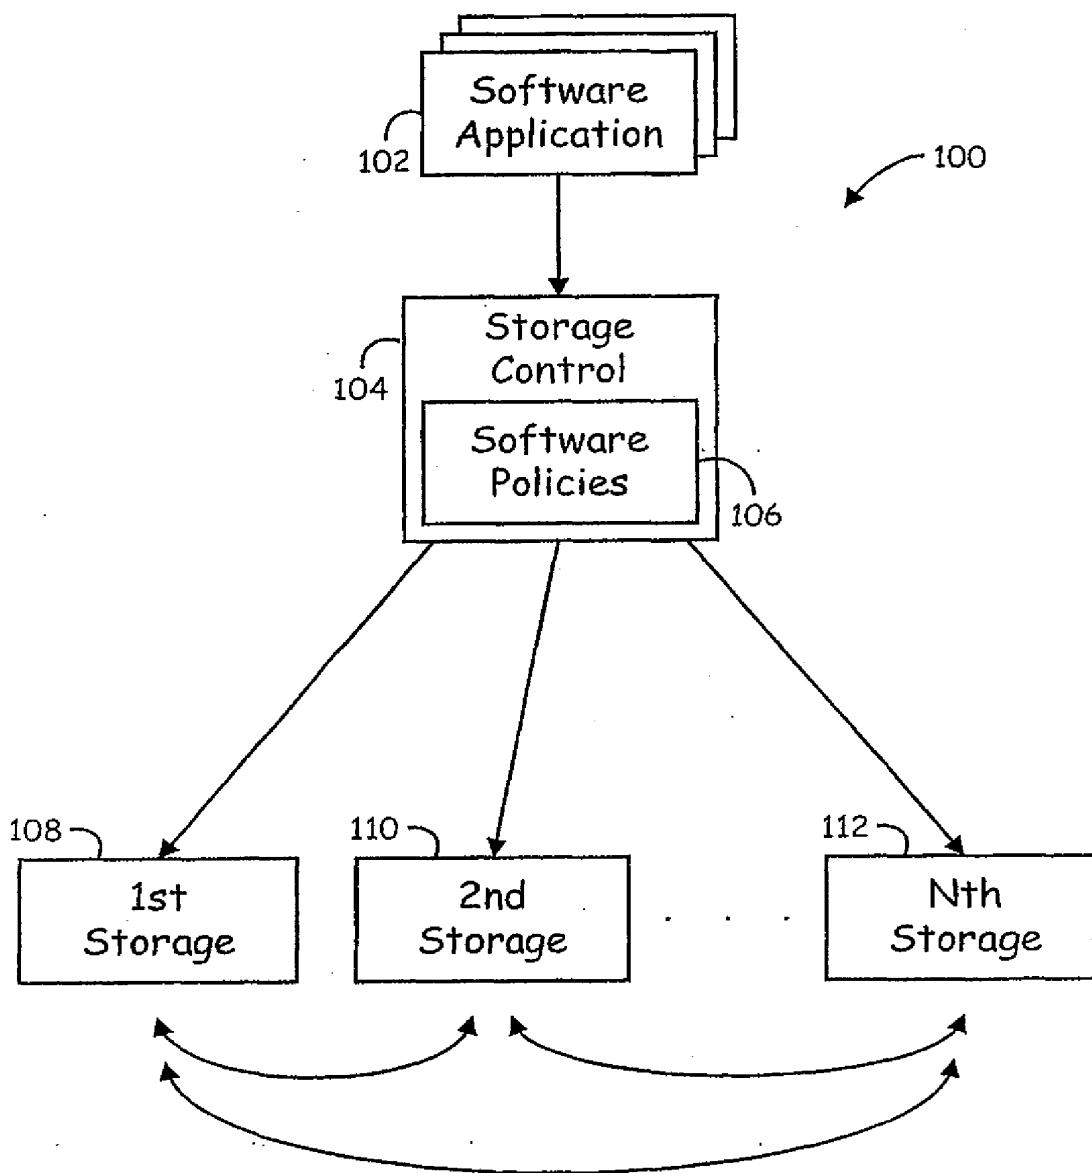 Software
Application
102
100
Storage
Control
104
Software
Policies
106
108
110
112
1st
Storage
2nd
Storage
. . .
Nth
Storage